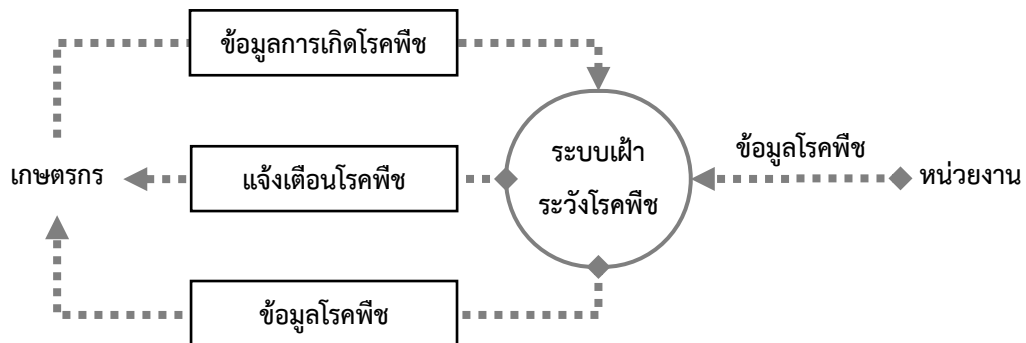 ข้อมูลการเกิดโรคพืช
เกษตรกร
แจ้งเตือนโรคพืช
ระบบเฝ้า
ระวังโรคพืช
ข้อมูลโรคพืช
หน่วยงาน
ข้อมูลโรคพืช